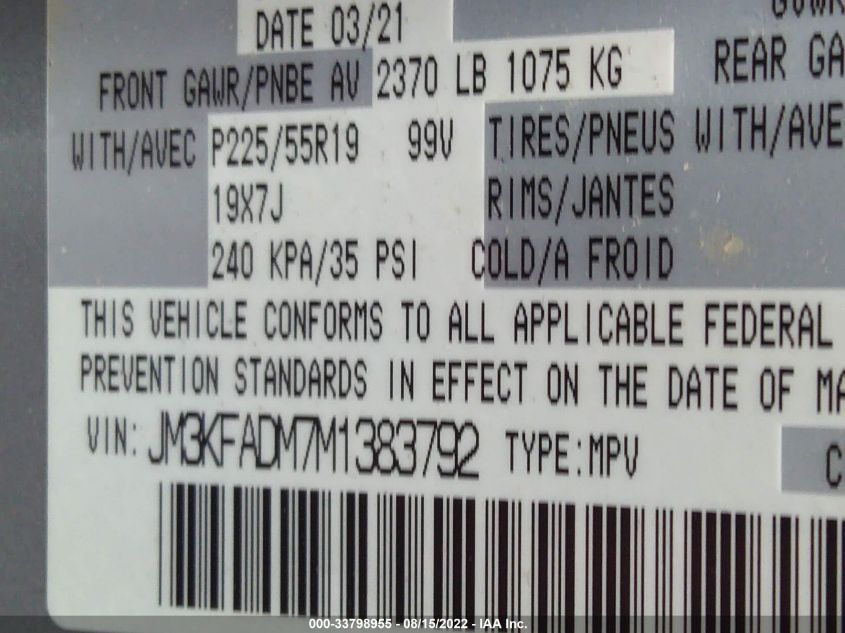 DATE 03/21
FRONT GAWR/PNBE AV 2370 LB 1075 KG REAR
WITH/AVEC P225/55R19 99V TIRES/PNEUS WITH/AVE
19X7J RIMS/JANTES
240 KPA/35 PSI COLD/A FROID
THIS VEHICLE CONFORMS TO ALL APPLICABLE FEDERAL
PREVENTION STANDARDS IN EFFECT ON THE DATE OF MA
VIN: JM3KFADM7M1383792 TYPE:MPV C
000-33798955 - 08/15/2022 - IAA Inc.